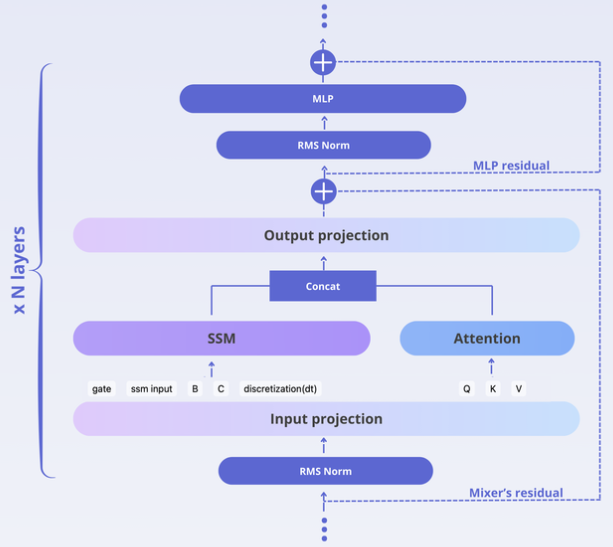 MLP
RMS Norm
MLP residual
Output projection
Concat
x N layers
SSM
Attention
gate ssm input B C discretization(dt) Q K V
Input projection
RMS Norm
Mixer's residual